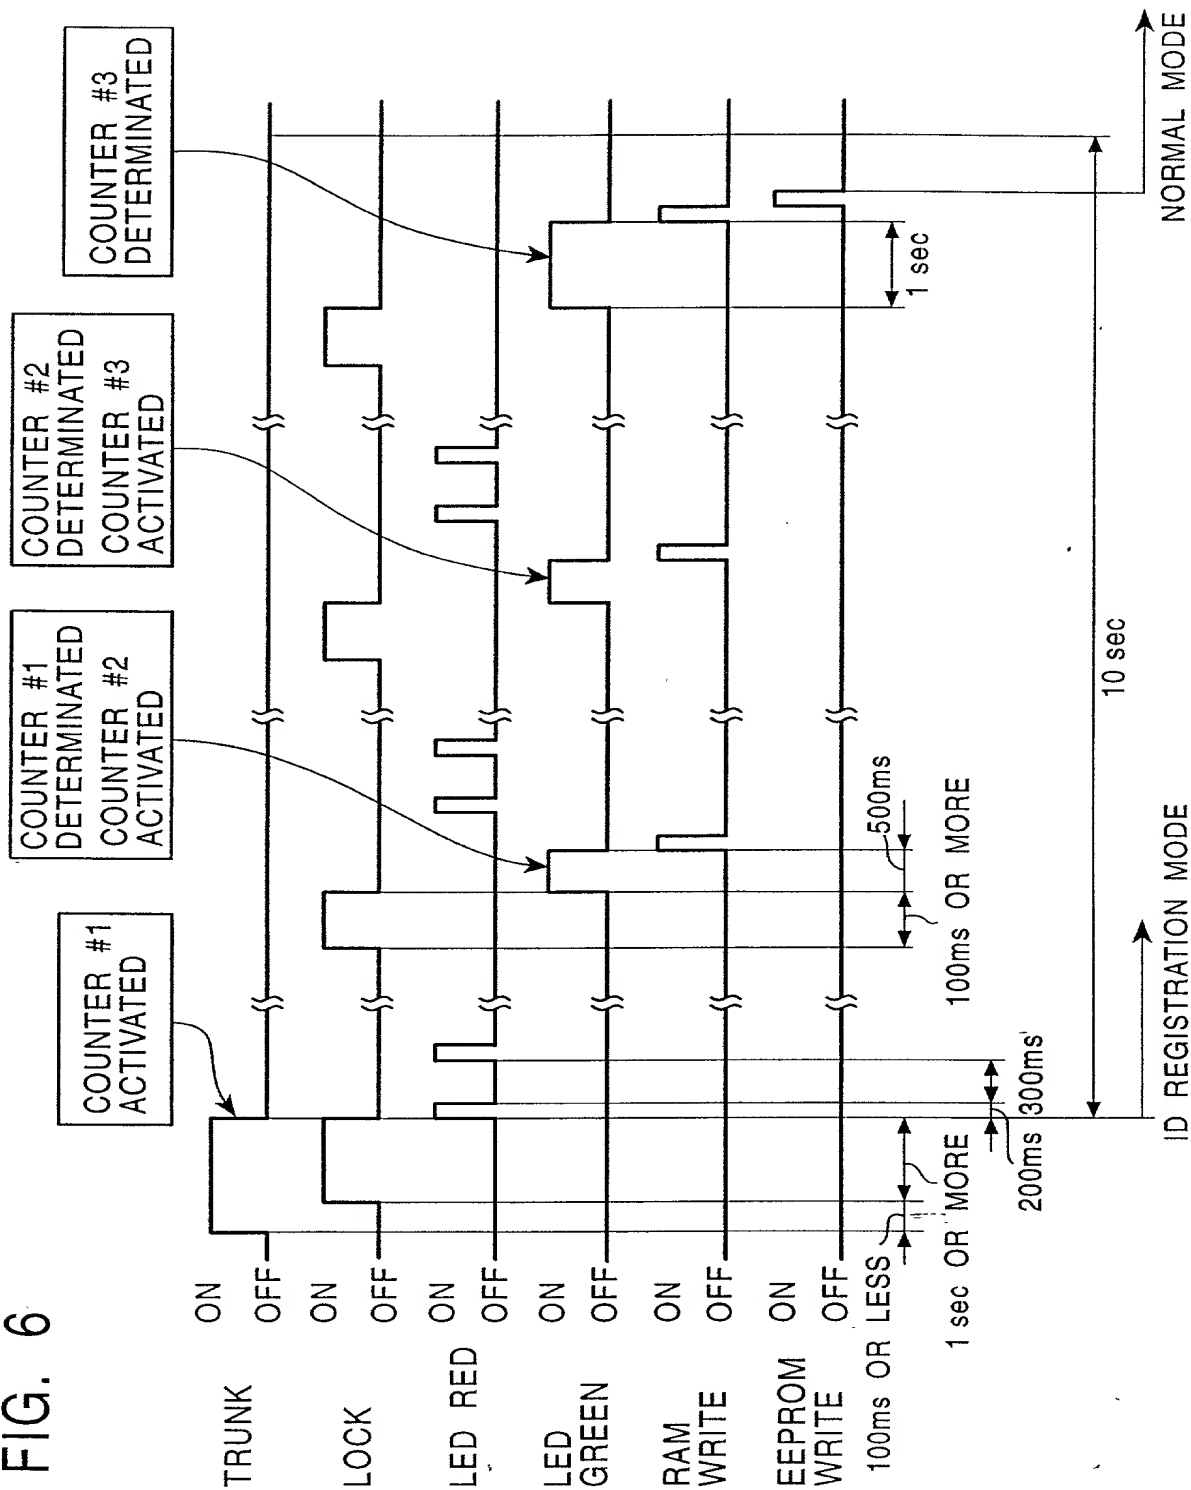 FIG. 6
COUNTER #1
ACTIVATED
COUNTER #1
DETERMINATED
COUNTER #2
ACTIVATED
COUNTER #2
DETERMINATED
COUNTER #3
ACTIVATED
COUNTER #3
DETERMINATED
TRUNK
ON
OFF
LOCK
ON
OFF
LED RED
ON
OFF
LED
GREEN
ON
OFF
RAM
WRITE
ON
OFF
EEPROM
WRITE
ON
OFF
100ms OR LESS
1 sec OR MORE
200ms
300ms
100ms OR MORE
500ms
1 sec
10 sec
ID REGISTRATION MODE
NORMAL MODE